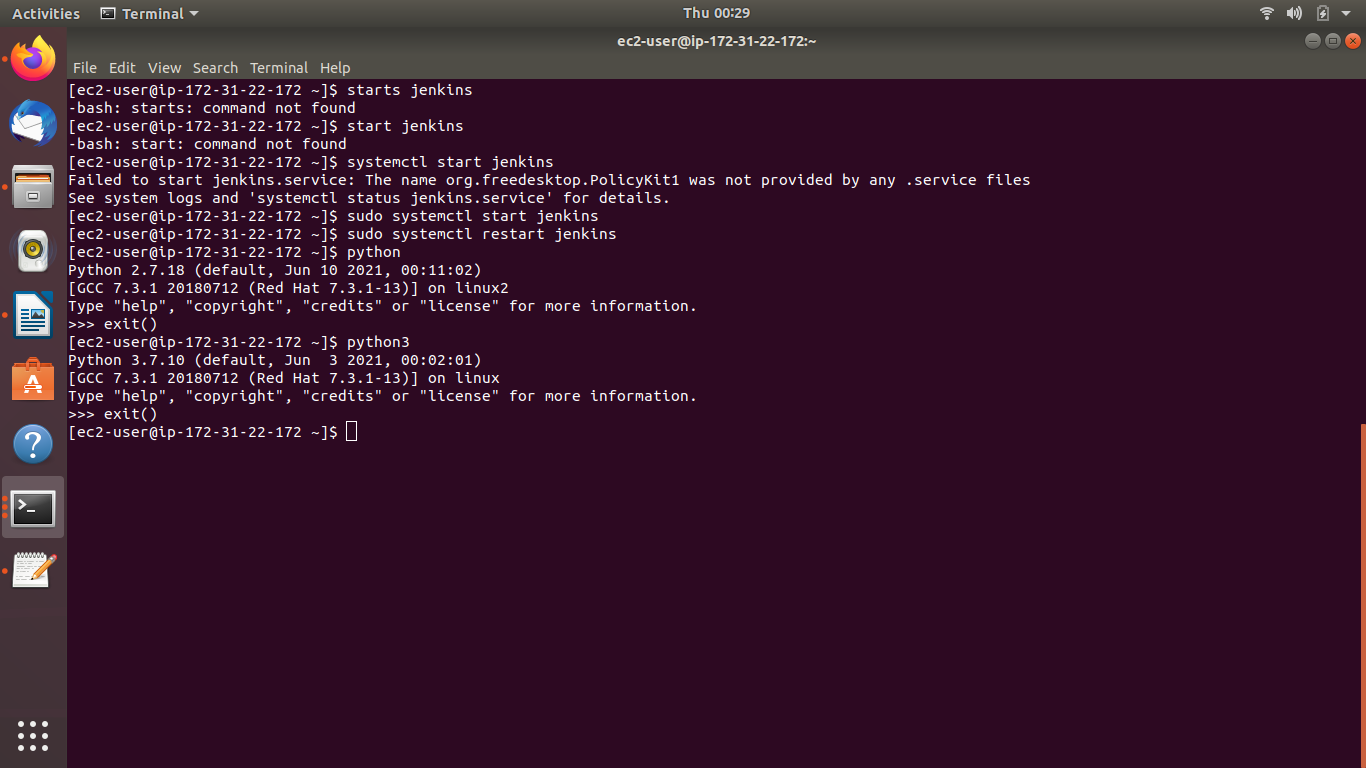 Activities Terminal Thu 00:29
ec2-user@ip-172-31-22-172:~
File Edit View Search Terminal Help
[ec2-user@ip-172-31-22-172 ~]$ starts jenkins
-bash: starts: command not found
[ec2-user@ip-172-31-22-172 ~]$ start jenkins
-bash: start: command not found
[ec2-user@ip-172-31-22-172 ~]$ systemctl start jenkins
Failed to start jenkins.service: The name org.freedesktop.PolicyKit1 was not provided by any .service files
See system logs and 'systemctl status jenkins.service' for details.
[ec2-user@ip-172-31-22-172 ~]$ sudo systemctl start jenkins
[ec2-user@ip-172-31-22-172 ~]$ sudo systemctl restart jenkins
[ec2-user@ip-172-31-22-172 ~]$ python
Python 2.7.18 (default, Jun 10 2021, 00:11:02)
[GCC 7.3.1 20180712 (Red Hat 7.3.1-13)] on linux2
Type "help", "copyright", "credits" or "license" for more information.
>>> exit()
[ec2-user@ip-172-31-22-172 ~]$ python3
Python 3.7.10 (default, Jun  3 2021, 00:02:01)
[GCC 7.3.1 20180712 (Red Hat 7.3.1-13)] on linux
Type "help", "copyright", "credits" or "license" for more information.
>>> exit()
[ec2-user@ip-172-31-22-172 ~]$